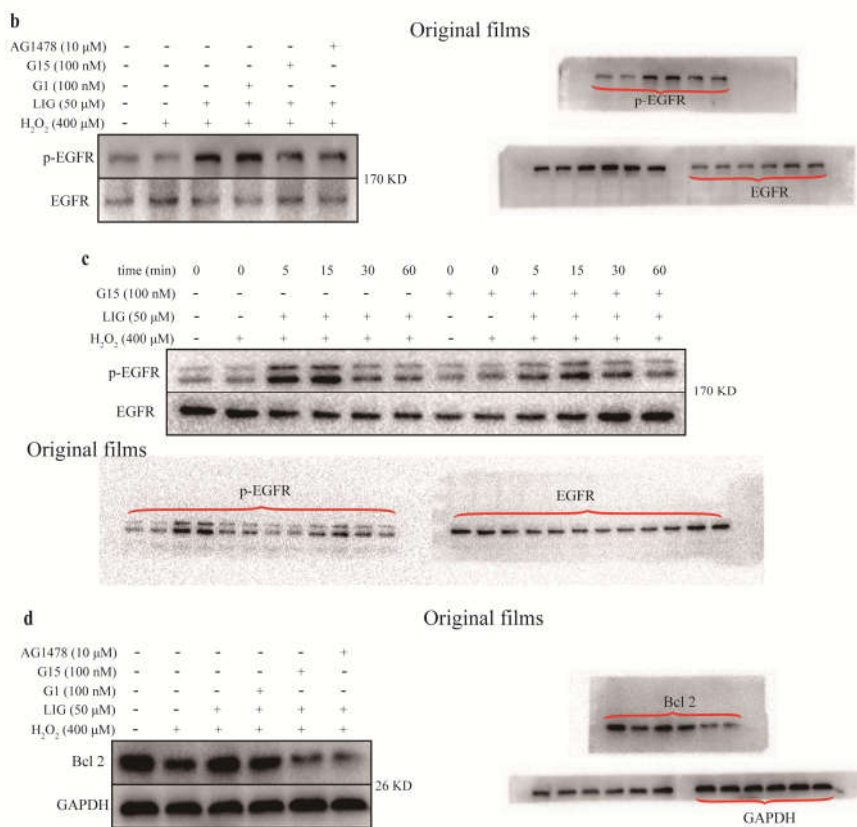 b
Original films
AG1478 (10 μM) - - - - - +
G15 (100 nM) - - - - + -
G1 (100 nM) - - - + - -
LIG (50 μM) - - + + + +
H₂O₂ (400 μM) - + + + + +
p-EGFR
170 KD
EGFR
p-EGFR
EGFR
c
time (min) 0 0 5 15 30 60 0 0 5 15 30 60
G15 (100 nM) - - - - - - + + + + + +
LIG (50 μM) - - + + + + - - + + + +
H₂O₂ (400 μM) - + + + + + - + + + + +
p-EGFR
170 KD
EGFR
Original films
p-EGFR
EGFR
d
Original films
AG1478 (10 μM) - - - - - +
G15 (100 nM) - - - - + -
G1 (100 nM) - - - + - -
LIG (50 μM) - - + + + +
H₂O₂ (400 μM) - + + + + +
Bcl 2
26 KD
GAPDH
Bcl 2
GAPDH